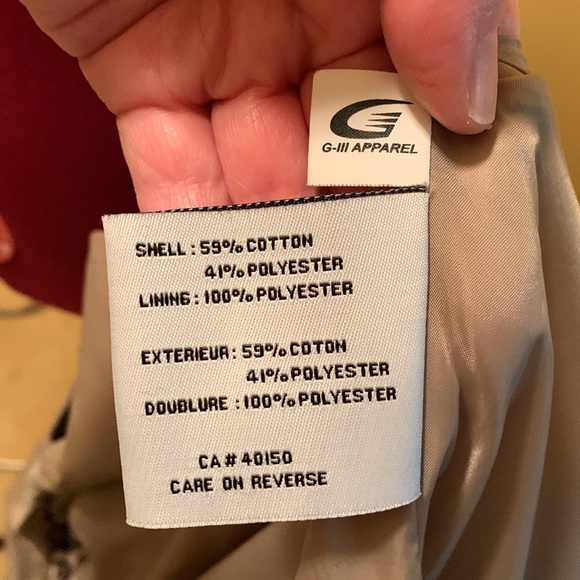 G-III APPAREL
SHELL : 59% COTTON
41% POLYESTER
LINING : 100% POLYESTER
EXTERIEUR : 59% COTON
41% POLYESTER
DOUBLURE : 100% POLYESTER
CA # 40150
CARE ON REVERSE